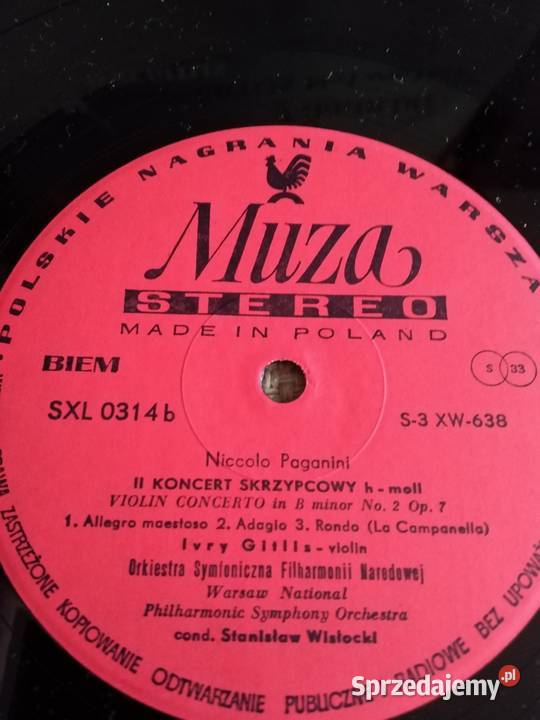 POLSKIE NAGRANIA WARSZA
Muza
STEREO
MADE IN POLAND
BIEM
S 33
SXL 0314 b
S-3 XW-638
Niccolo Paganini
II KONCERT SKRZYPCOWY h-moll
VIOLIN CONCERTO in B minor No. 2 Op. 7
1. Allegro maestoso 2. Adagio 3. Rondo (La Campanella)
Ivry Gitlis - violin
Orkiestra Symfoniczna Filharmonii Narodowej
Warsaw National
Philharmonic Symphony Orchestra
cond. Stanisław Wisłocki
ZASTRZEŻONE KOPIOWANIE ODTWARZANIE PUBLICZNE RADIOWE BEZ
Sprzedajemy.pl